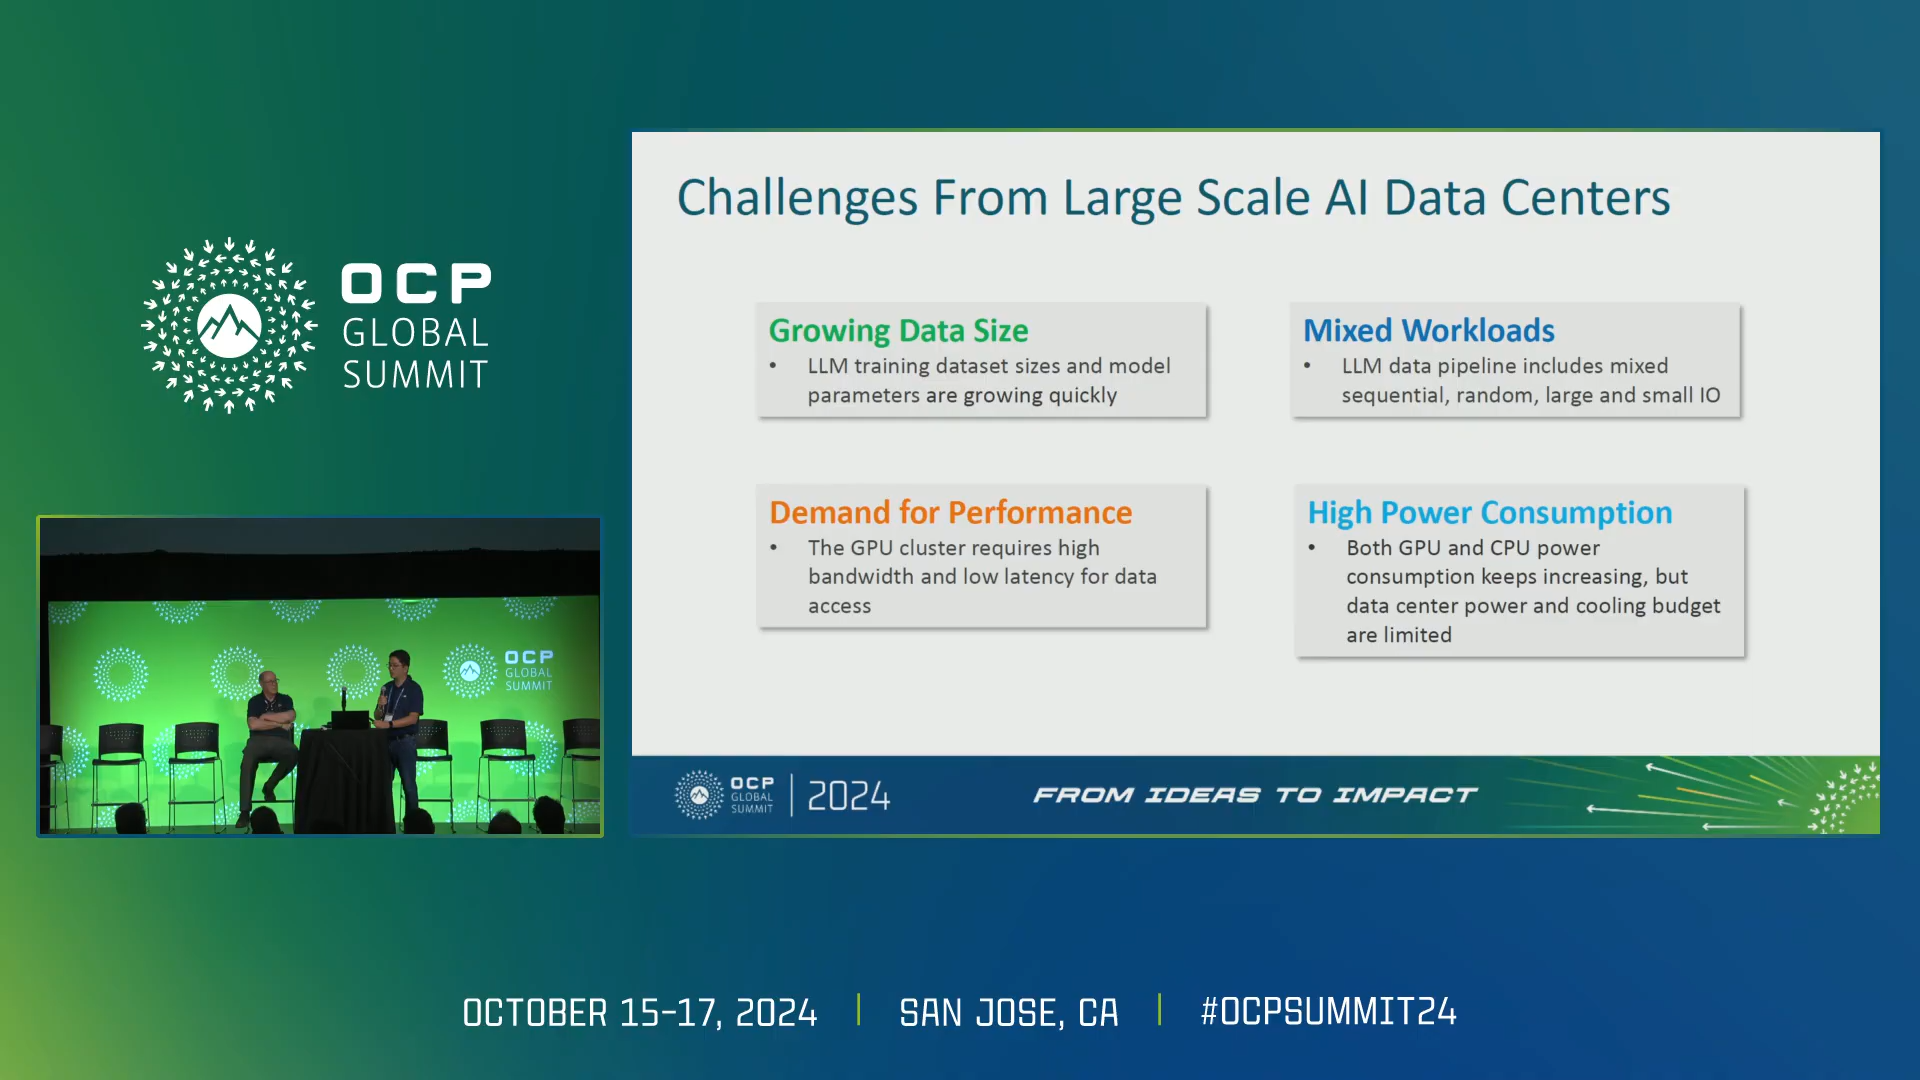 OCP
GLOBAL
SUMMIT
Challenges From Large Scale AI Data Centers
Growing Data Size
• LLM training dataset sizes and model
parameters are growing quickly
Mixed Workloads
• LLM data pipeline includes mixed
sequential, random, large and small IO
Demand for Performance
• The GPU cluster requires high
bandwidth and low latency for data
access
High Power Consumption
• Both GPU and CPU power
consumption keeps increasing, but
data center power and cooling budget
are limited
OCP
GLOBAL
SUMMIT
OCP
GLOBAL
SUMMIT
2024
FROM IDEAS TO IMPACT
OCTOBER 15-17, 2024
SAN JOSE, CA
#OCPSUMMIT24